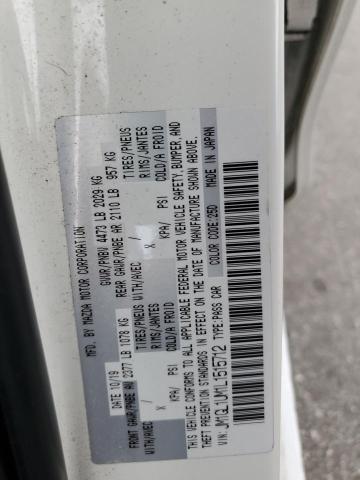 MFD. BY MAZDA MOTOR CORPORATION
DATE 10/19 GVWR/PNBV 4473 LB 2029 KG
FRONT GAWR/PNBE AV 2377 LB 1078 KG REAR GAWR/PNBE AR 2110 LB 957 KG
WITH/AVEC / TIRES/PNEUS WITH/AVEC / TIRES/PNEUS
X RIMS/JANTES X RIMS/JANTES
KPA/ PSI COLD/A FROID KPA/ PSI COLD/A FROID
THIS VEHICLE CONFORMS TO ALL APPLICABLE FEDERAL MOTOR VEHICLE SAFETY, BUMPER, AND
THEFT PREVENTION STANDARDS IN EFFECT ON THE DATE OF MANUFACTURE SHOWN ABOVE.
MADE IN JAPAN
COLOR CODE:25D
VIN: TYPE:PASS CAR